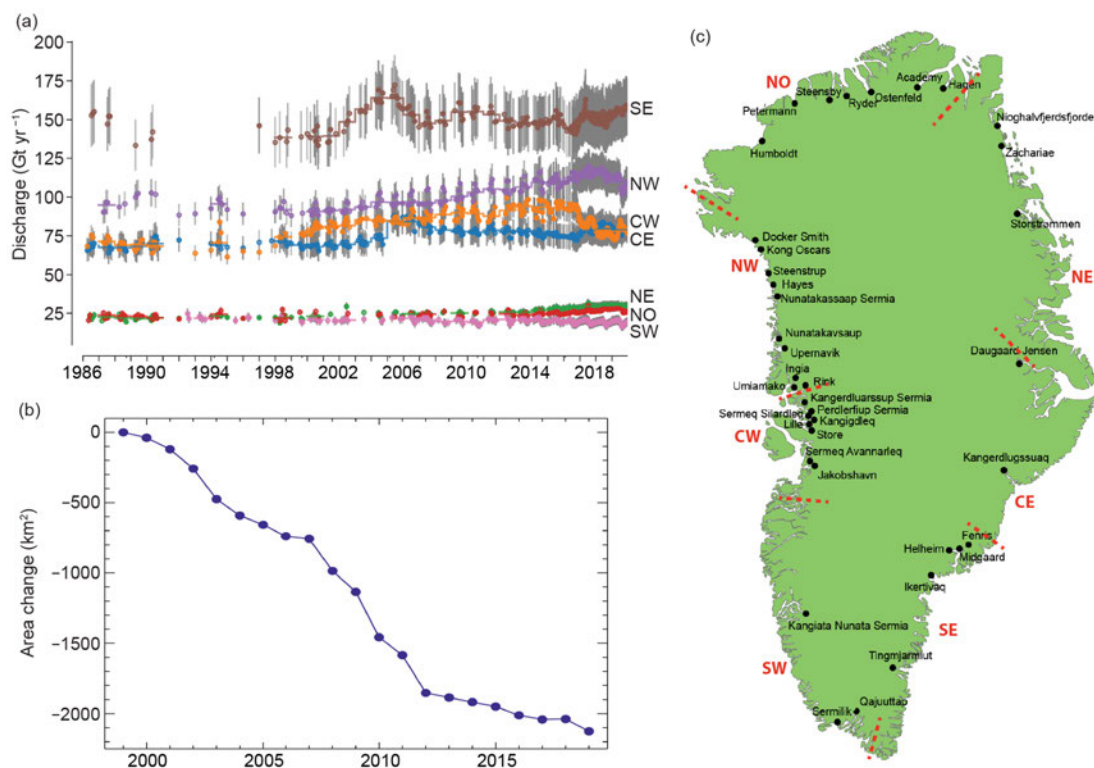 (a)
200
175
150
125
100
75
50
25
Discharge (Gt yr⁻¹)
SE
NW
CW
CE
NE
NO
SW
1986
1990
1994
1998
2002
2006
2010
2014
2018
(b)
0
−500
−1000
−1500
−2000
Area change (km²)
2000
2005
2010
2015
(c)
NO
Steensby
Academy
Hagen
Petermann
Ryder
Ostenfeld
Humboldt
Nioghalvfjerdsfjorde
Zachariae
Storstrømmen
Docker Smith
Kong Oscars
NW
Steenstrup
Hayes
Nunatakassaap Sermia
NE
Nunatakavsaup
Upernavik
Daugaard Jensen
Ingia
Umiamako
Rink
Kangerdluarssup Sermia
Perdlerfiup Sermia
Sermeq Silardleq
Kangigdleq
Lille
Store
CW
Sermeq Avannarleq
Jakobshavn
Kangerdlugssuaq
CE
Fenris
Helheim
Midgaard
Ikertivaq
Kangiata Nunata Sermia
SE
SW
Tingmjarmiut
Qajuuttap
Sermilik